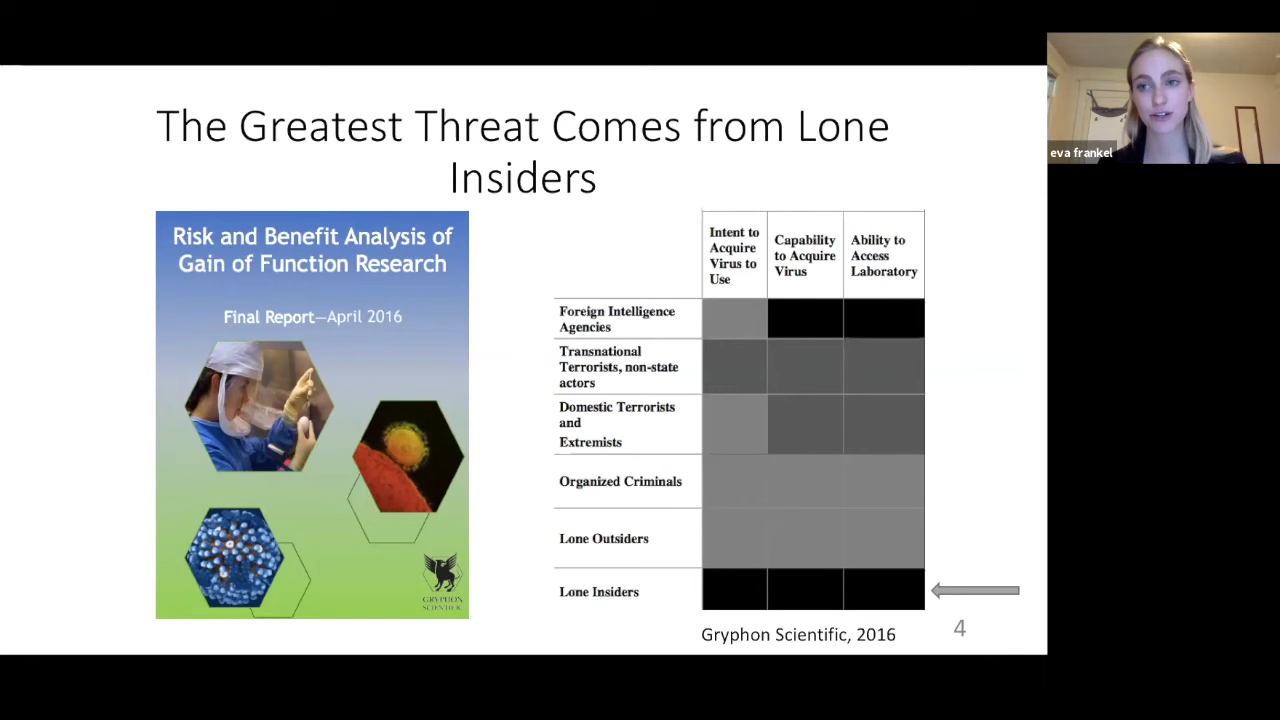 The Greatest Threat Comes from Lone
Insiders
eva frankel
Risk and Benefit Analysis of
Gain of Function Research
Final Report—April 2016
GRYPHON
SCIENTIFIC
Intent to
Acquire
Virus to
Use
Capability
to Acquire
Virus
Ability to
Access
Laboratory
Foreign Intelligence
Agencies
Transnational
Terrorists, non-state
actors
Domestic Terrorists
and
Extremists
Organized Criminals
Lone Outsiders
Lone Insiders
Gryphon Scientific, 2016
4